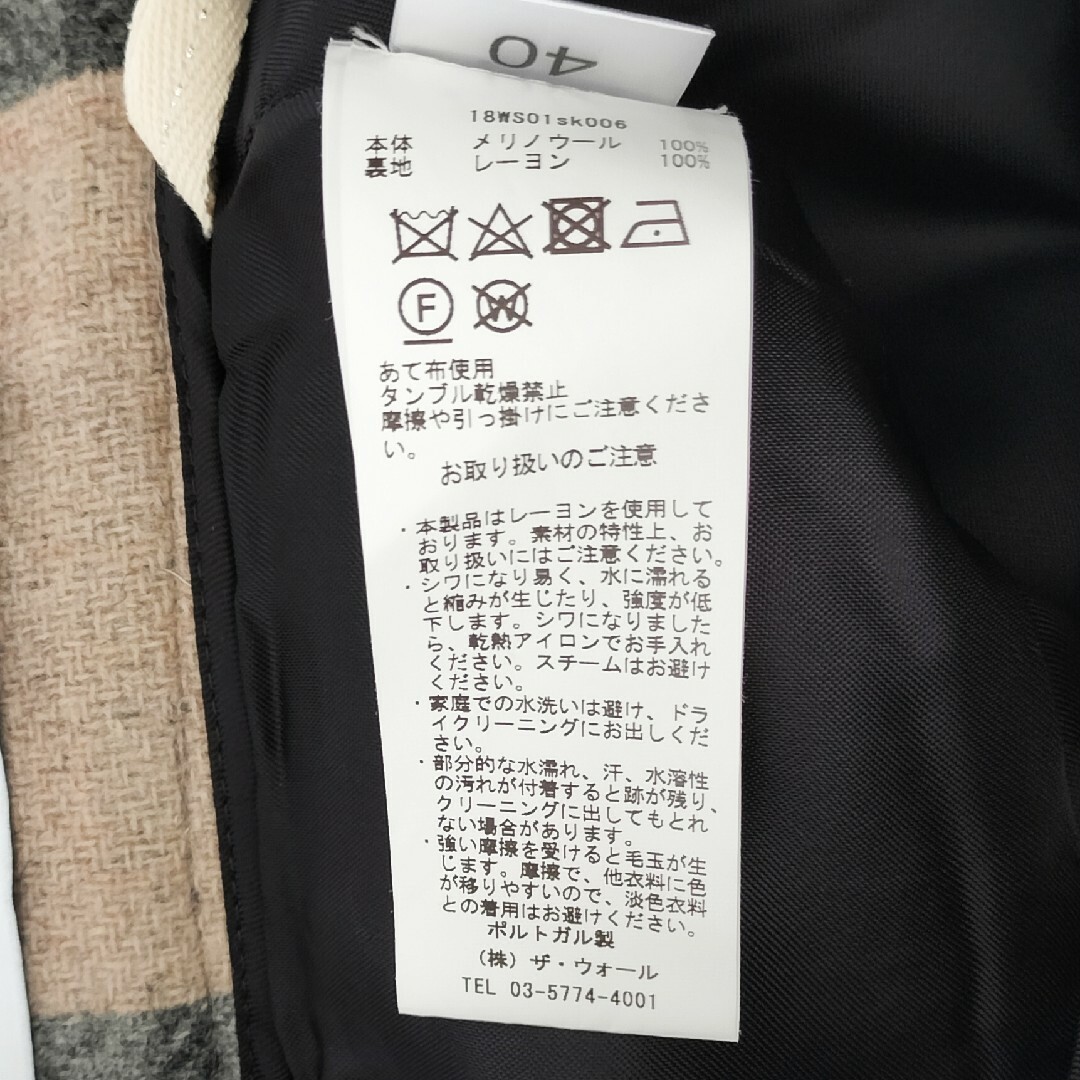 40
18WS01sk006
本体 メリノウール 100%
裏地 レーヨン 100%
F
W
あて布使用
タンブル乾燥禁止
摩擦や引っ掛けにご注意くださ
い。
お取り扱いのご注意
・本製品はレーヨンを使用して
おります。素材の特性上、お
取り扱いにはご注意ください。
・シワになり易く、水に濡れる
と縮みが生じたり、強度が低
下します。シワになりました
ら、乾熱アイロンでお手入れ
ください。スチームはお避け
ください。
・家庭での水洗いは避け、ドラ
イクリーニングにお出しくだ
さい。
・部分的な水濡れ、汗、水溶性
の汚れが付着すると跡が残り、
クリーニングに出してもとれ
ない場合があります。
・強い摩擦を受けると毛玉が生
じます。摩擦で、他衣料に色
が移りやすいので、淡色衣料
との着用はお避けください。
ポルトガル製
(株) ザ・ウォール
TEL 03-5774-4001